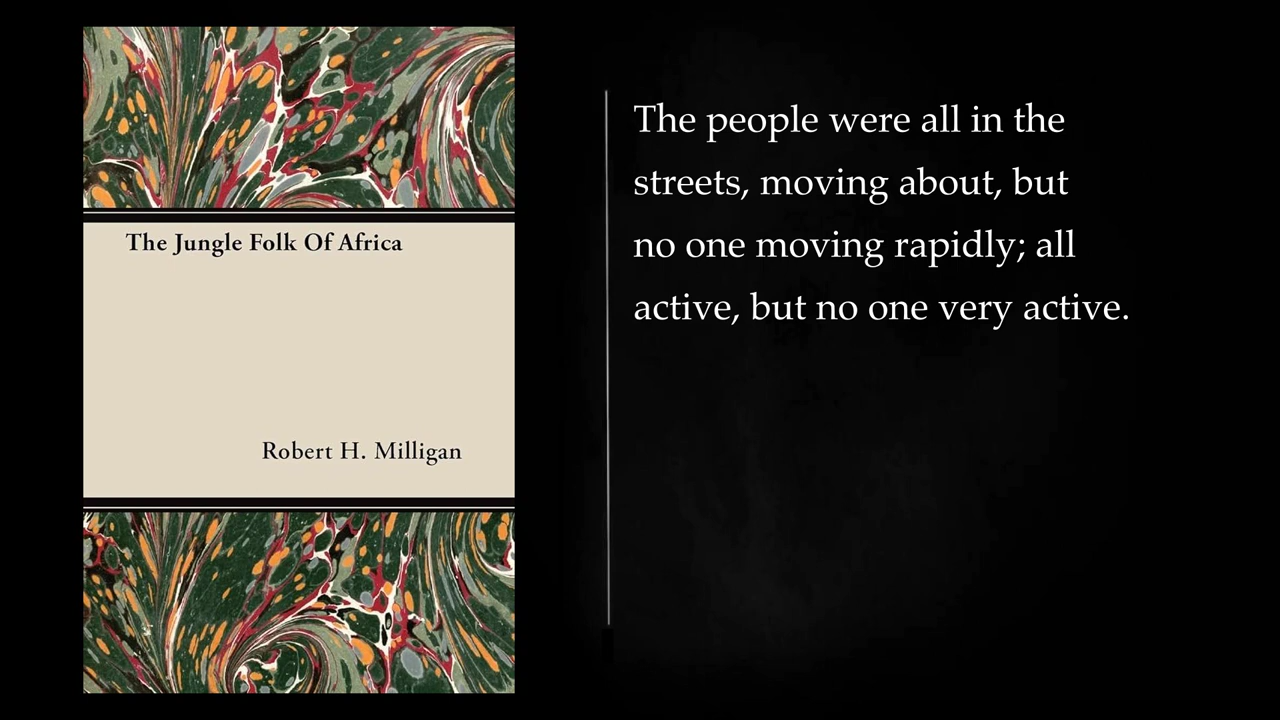 The Jungle Folk Of Africa
Robert H. Milligan
The people were all in the
streets, moving about, but
no one moving rapidly; all
active, but no one very active.